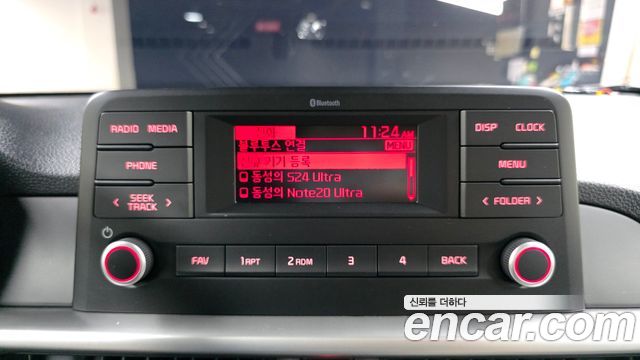 Bluetooth
RADIO MEDIA
11:24 AM
DISP CLOCK
블루투스 연결 MENU
신규 기기 등록
PHONE
MENU
동성의 S24 Ultra
동성의 Note20 Ultra
< SEEK TRACK >
< FOLDER >
FAV 1 RPT 2 RDM 3 4 BACK
신뢰를 더하다
encar.com